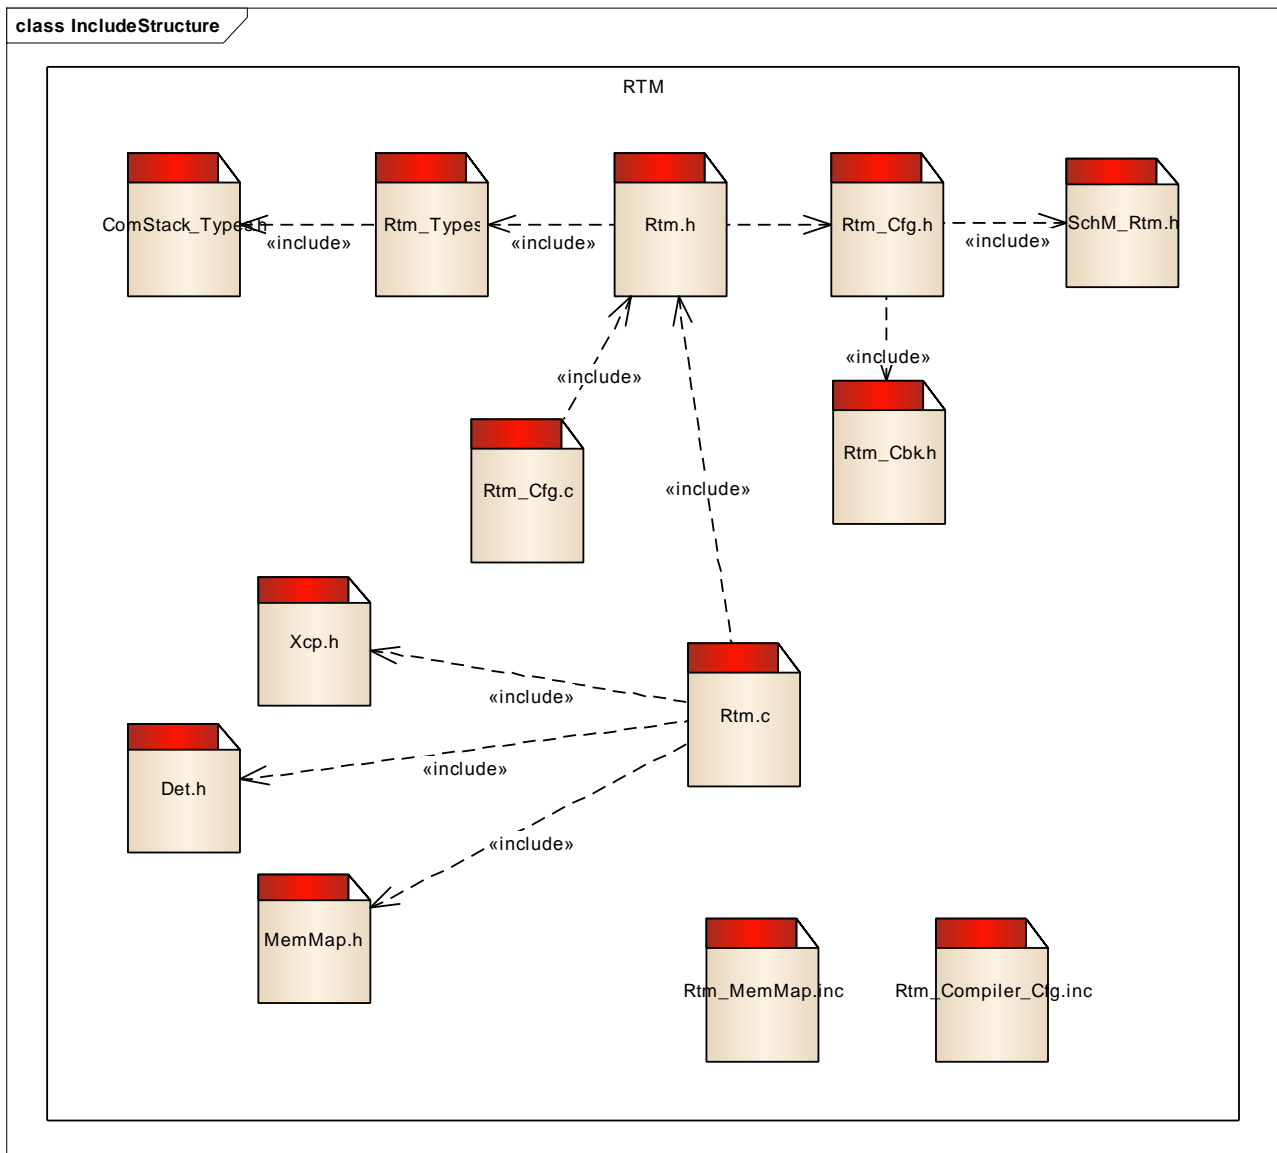 class IncludeStructure
RTM
ComStack_Types.h
Rtm_Types
Rtm.h
Rtm_Cfg.h
SchM_Rtm.h
«include»
«include»
«include»
«include»
«include»
Rtm_Cbk.h
Rtm_Cfg.c
«include»
Xcp.h
«include»
Rtm.c
«include»
Det.h
«include»
MemMap.h
Rtm_MemMap.inc
Rtm_Compiler_Cfg.inc